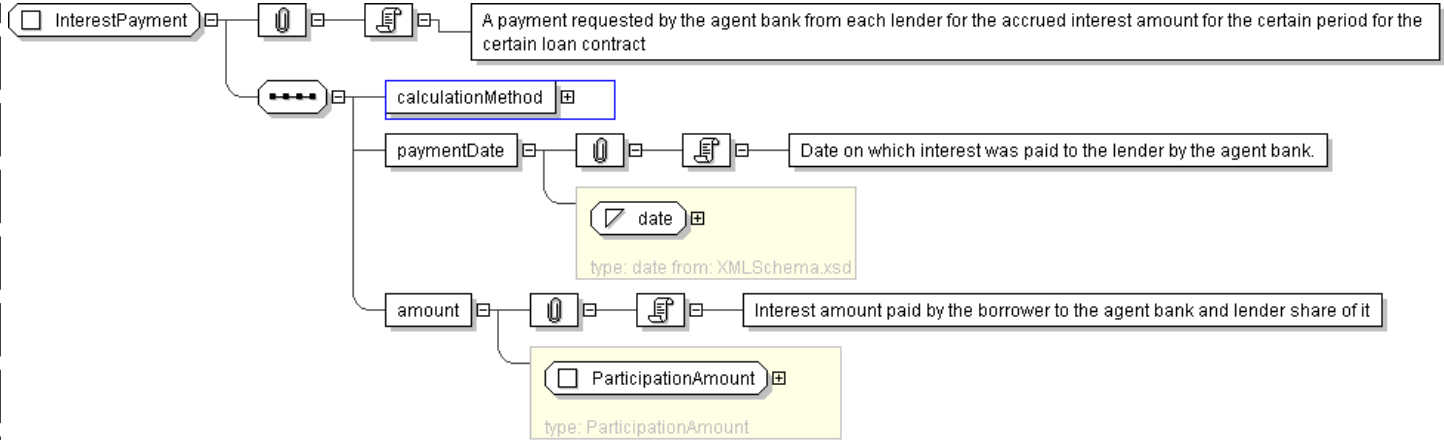 InterestPayment
A payment requested by the agent bank from each lender for the accrued interest amount for the certain period for the
certain loan contract
calculationMethod
paymentDate
Date on which interest was paid to the lender by the agent bank.
date
type: date from: XMLSchema.xsd
amount
Interest amount paid by the borrower to the agent bank and lender share of it
ParticipationAmount
type: ParticipationAmount